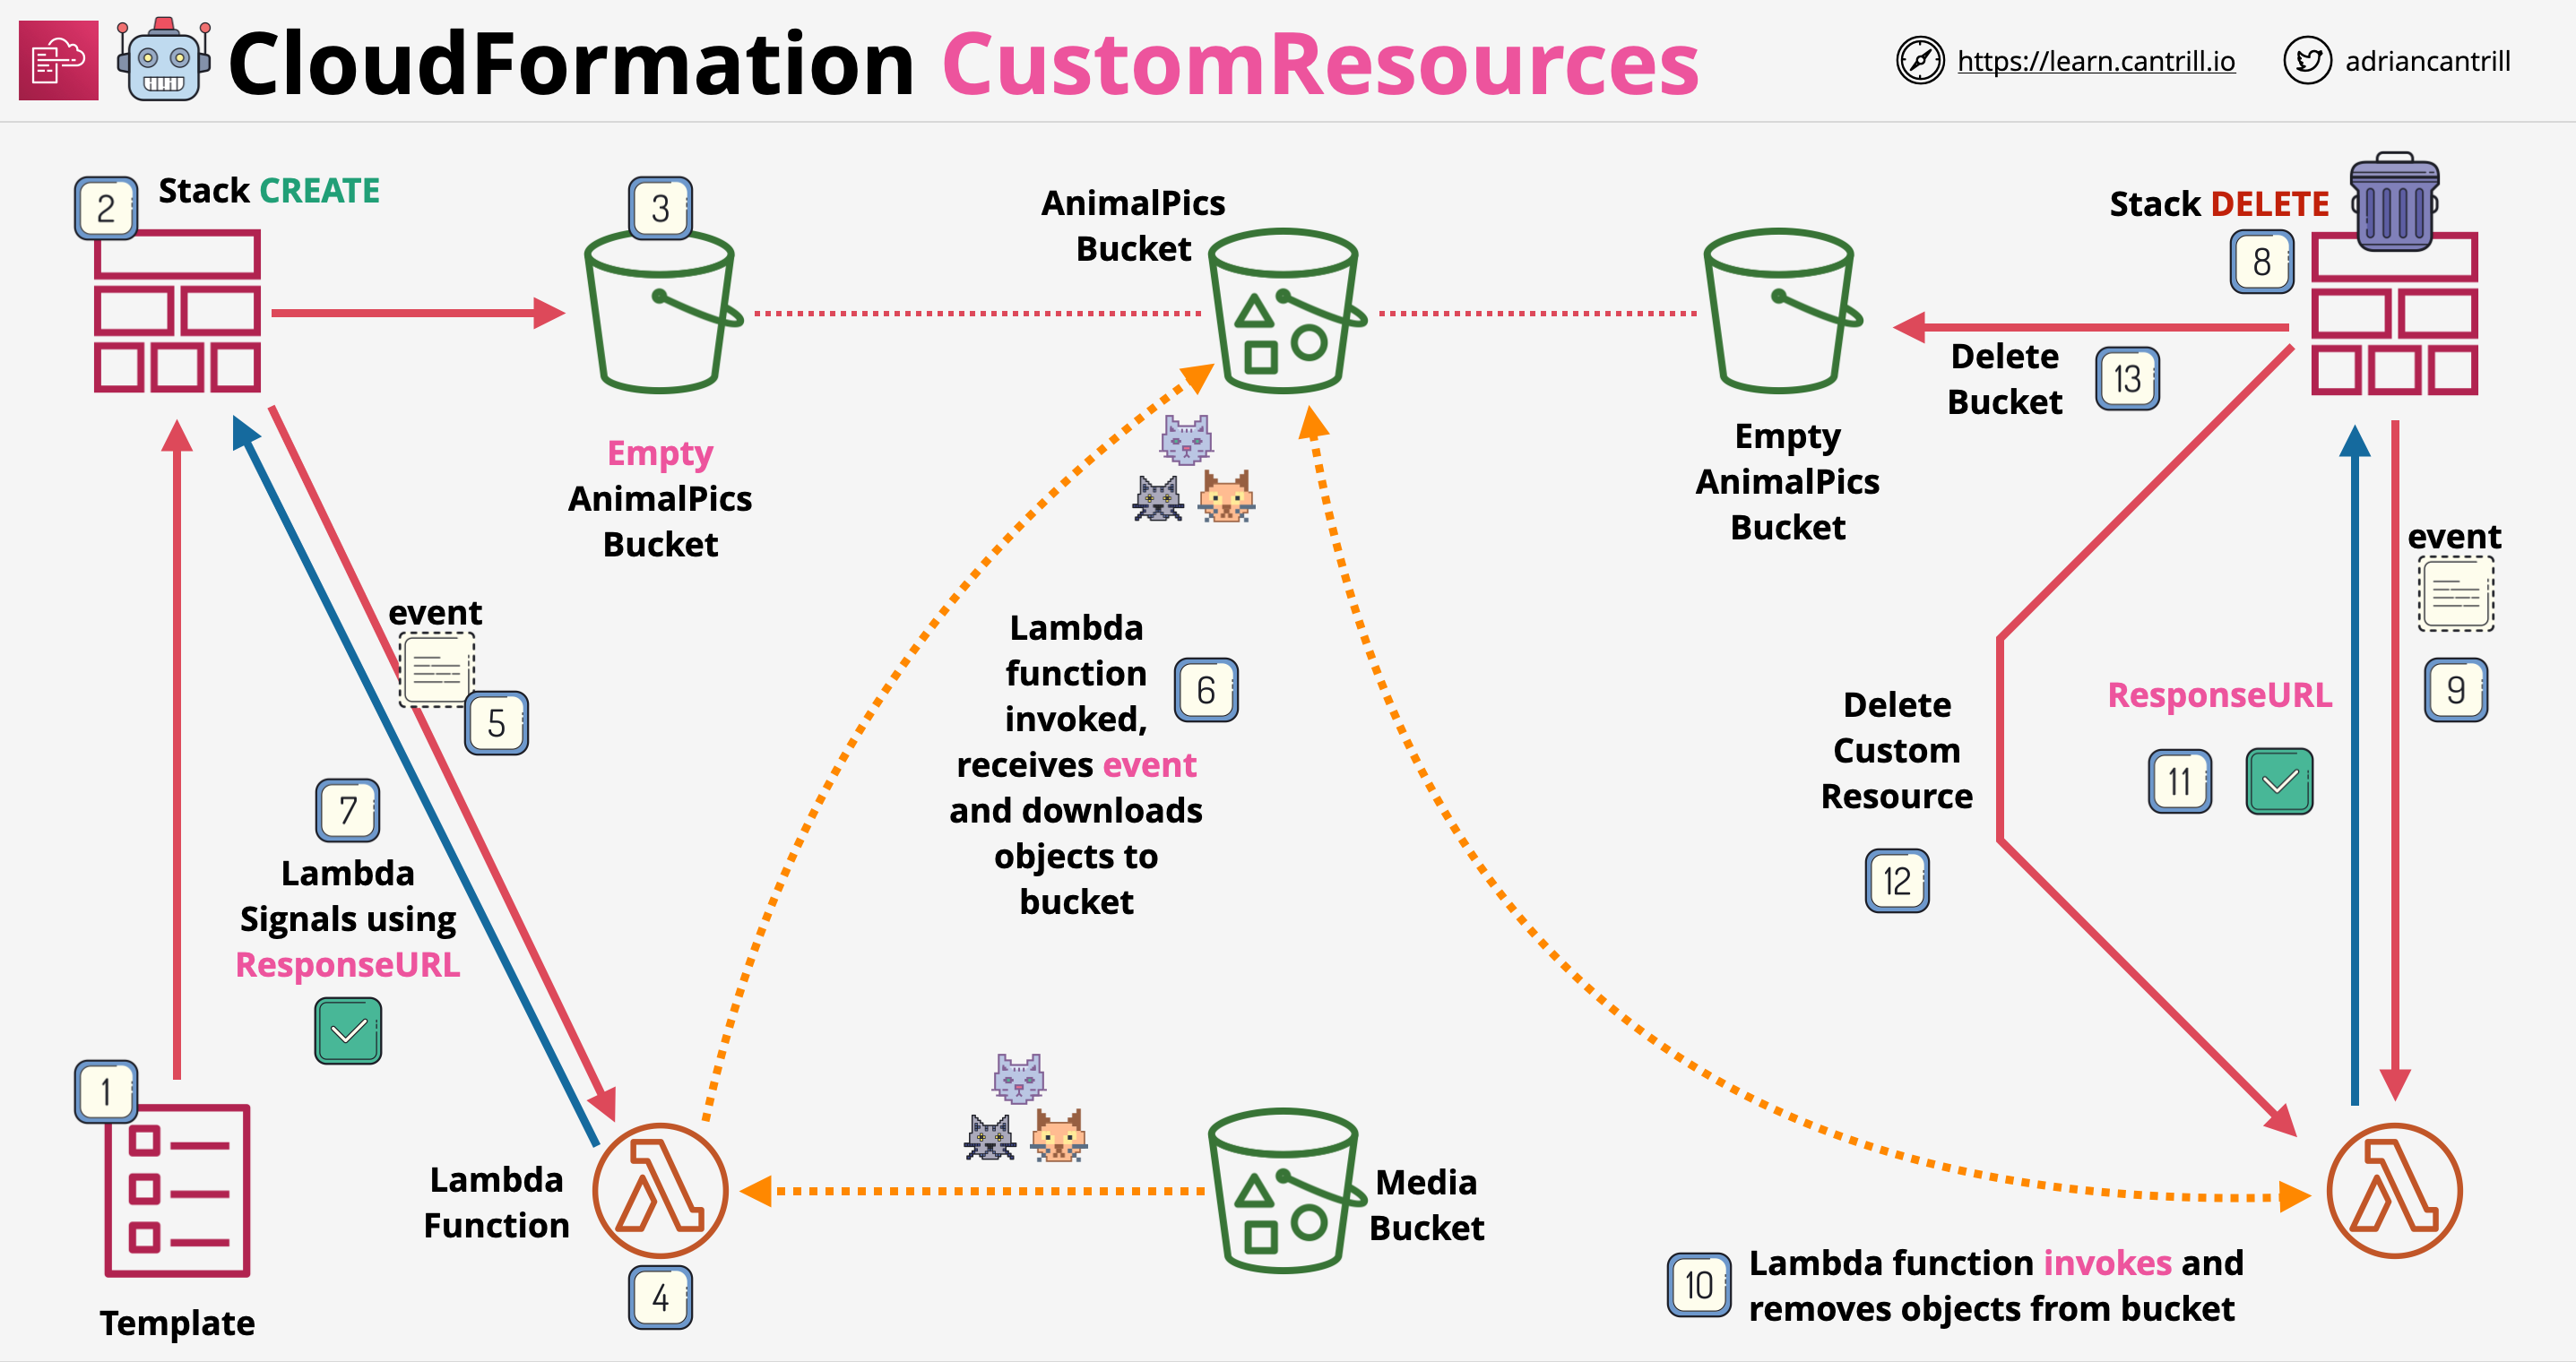 CloudFormation CustomResources
https://learn.cantrill.io
adriancantrill
2
Stack CREATE
3
AnimalPics
Bucket
Stack DELETE
8
Delete
Bucket
13
Empty
AnimalPics
Bucket
Empty
AnimalPics
Bucket
event
5
7
Lambda
Signals using
ResponseURL
Lambda
function
invoked,
receives event
and downloads
objects to
bucket
6
Delete
Custom
Resource
12
ResponseURL
11
event
9
1
Template
Lambda
Function
4
Media
Bucket
10
Lambda function invokes and
removes objects from bucket